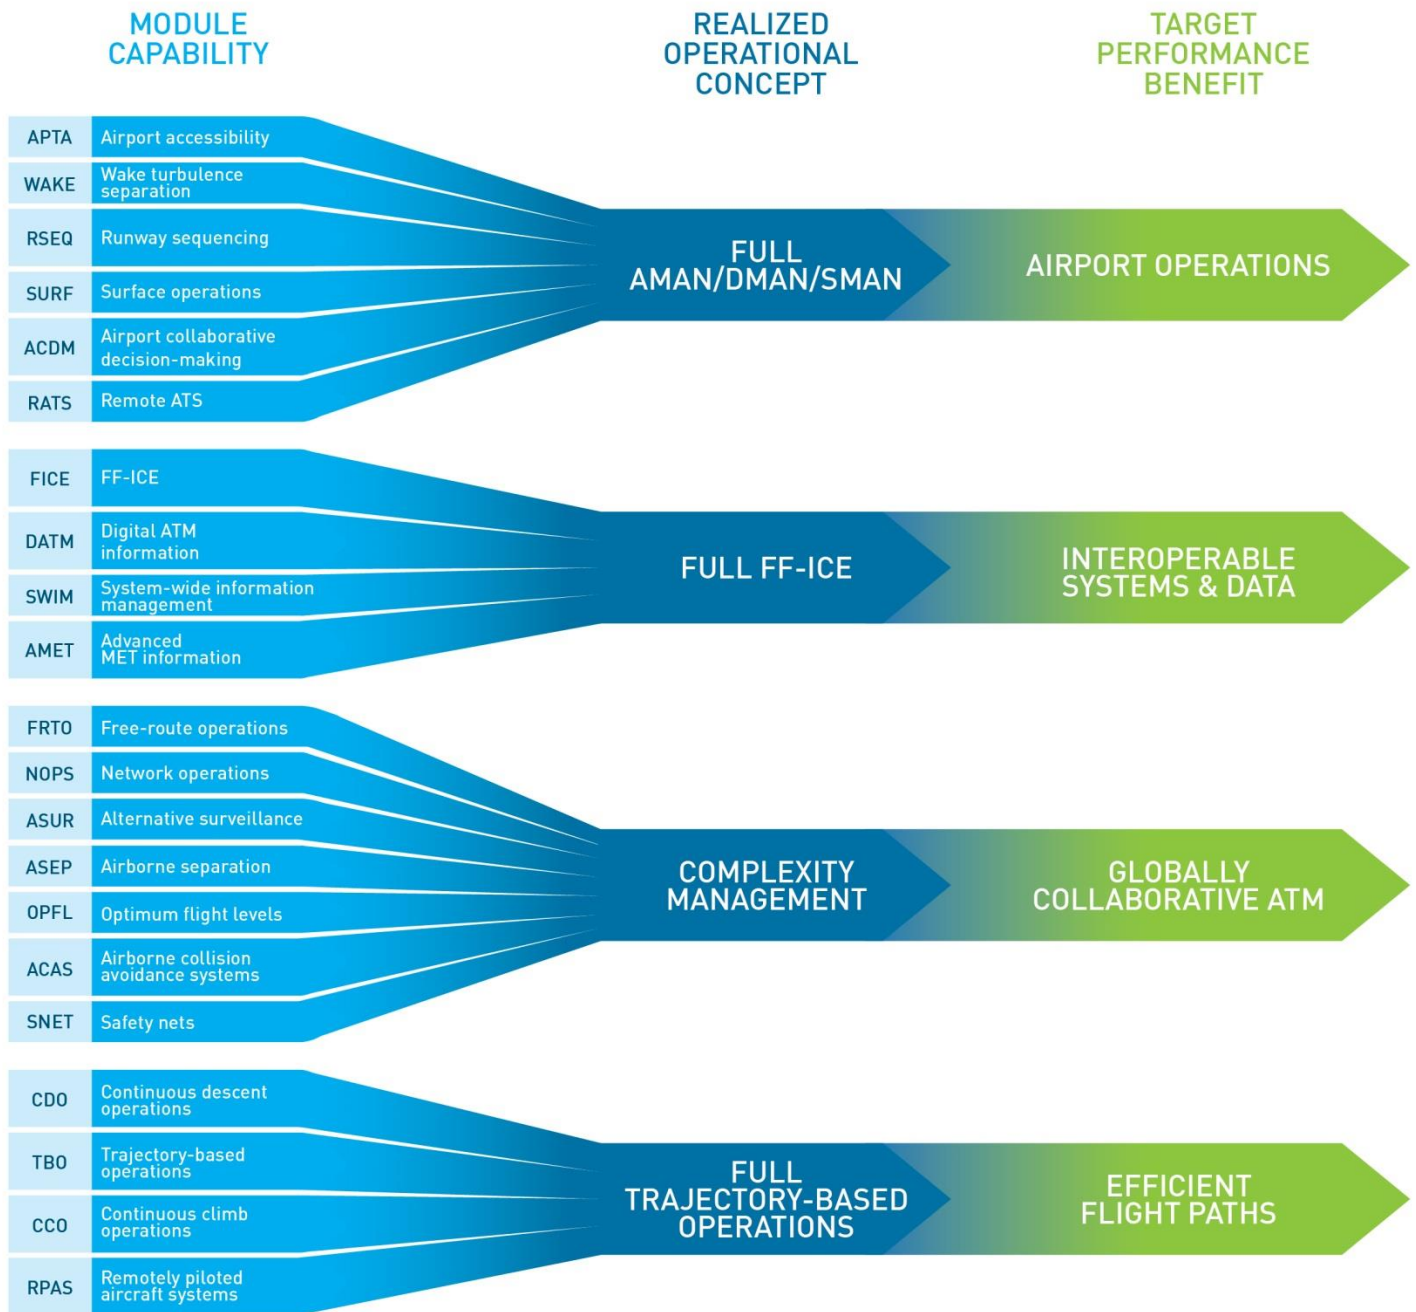 MODULE
CAPABILITY
REALIZED
OPERATIONAL
CONCEPT
TARGET
PERFORMANCE
BENEFIT
APTA
Airport accessibility
WAKE
Wake turbulence
separation
RSEQ
Runway sequencing
SURF
Surface operations
ACDM
Airport collaborative
decision-making
RATS
Remote ATS
FULL
AMAN/DMAN/SMAN
AIRPORT OPERATIONS
FICE
FF-ICE
DATM
Digital ATM
information
SWIM
System-wide information
management
AMET
Advanced
MET information
FULL FF-ICE
INTEROPERABLE
SYSTEMS & DATA
FRTO
Free-route operations
NOPS
Network operations
ASUR
Alternative surveillance
ASEP
Airborne separation
OPFL
Optimum flight levels
ACAS
Airborne collision
avoidance systems
SNET
Safety nets
COMPLEXITY
MANAGEMENT
GLOBALLY
COLLABORATIVE ATM
CDO
Continuous descent
operations
TBO
Trajectory-based
operations
CCO
Continuous climb
operations
RPAS
Remotely piloted
aircraft systems
FULL
TRAJECTORY-BASED
OPERATIONS
EFFICIENT
FLIGHT PATHS